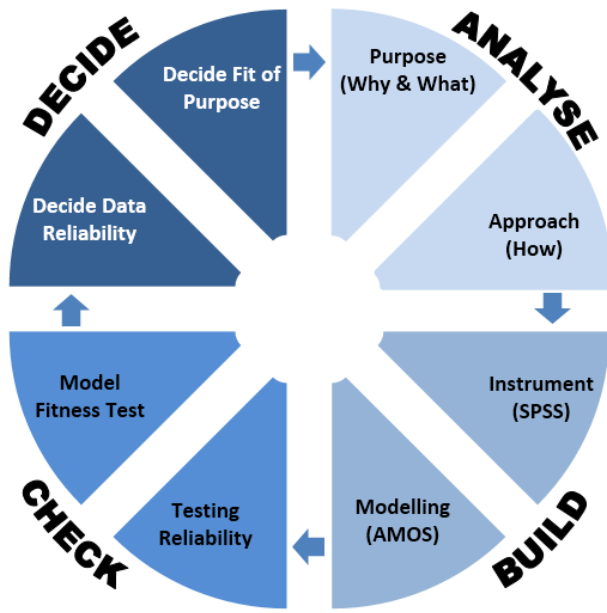 DECIDE
ANALYSE
Decide Fit of
Purpose
Purpose
(Why & What)
Decide Data
Reliability
Approach
(How)
Model
Fitness Test
Instrument
(SPSS)
Testing
Reliability
Modelling
(AMOS)
CHECK
BUILD